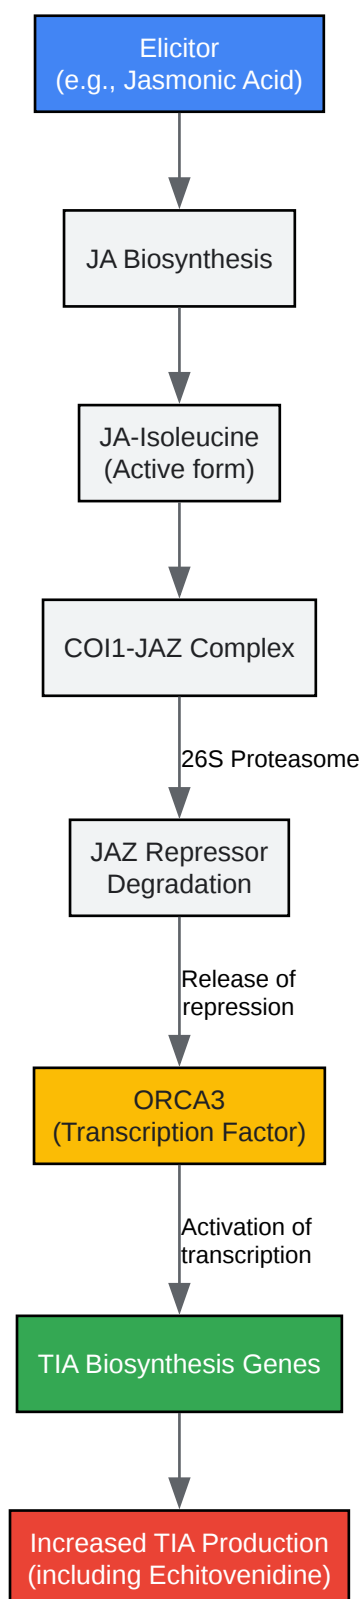 Elicitor
(e.g., Jasmonic Acid)
JA Biosynthesis
JA-Isoleucine
(Active form)
COI1-JAZ Complex
26S Proteasome
JAZ Repressor
Degradation
Release of
repression
ORCA3
(Transcription Factor)
Activation of
transcription
TIA Biosynthesis Genes
Increased TIA Production
(including Echitovenidine)